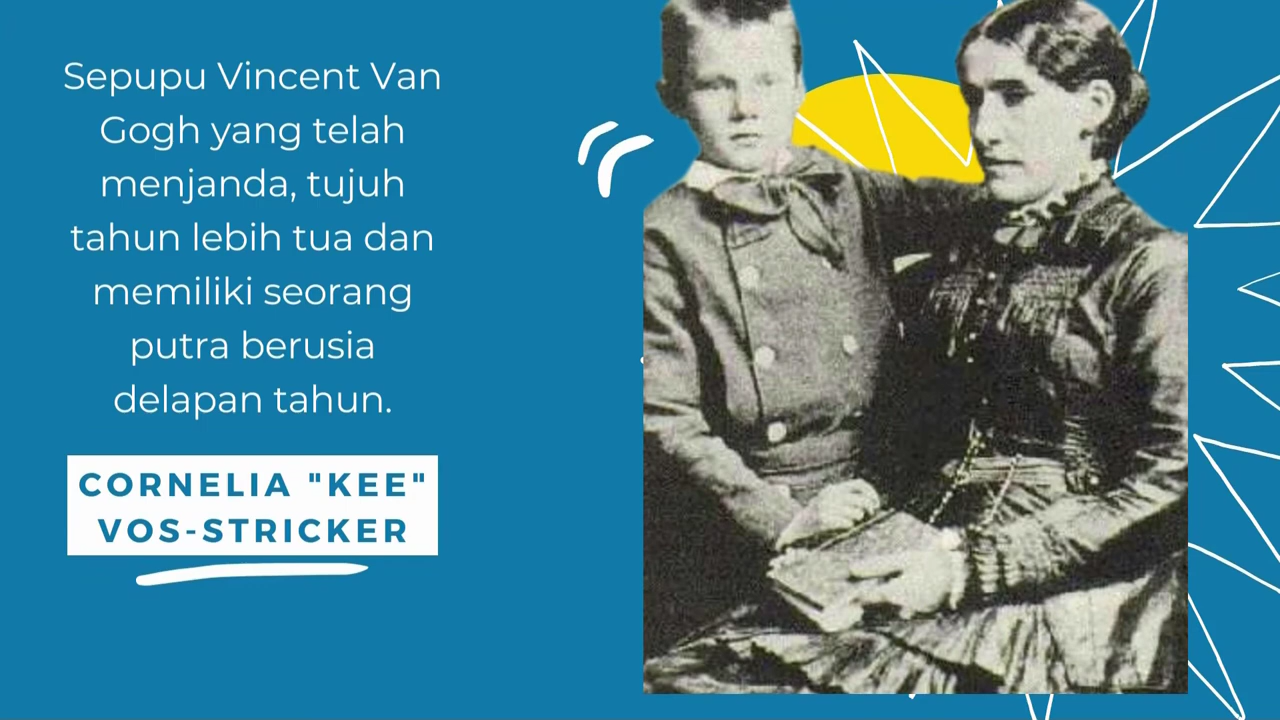 Sepupu Vincent Van
Gogh yang telah
menjanda, tujuh
tahun lebih tua dan
memiliki seorang
putra berusia
delapan tahun.
CORNELIA "KEE"
VOS-STRICKER